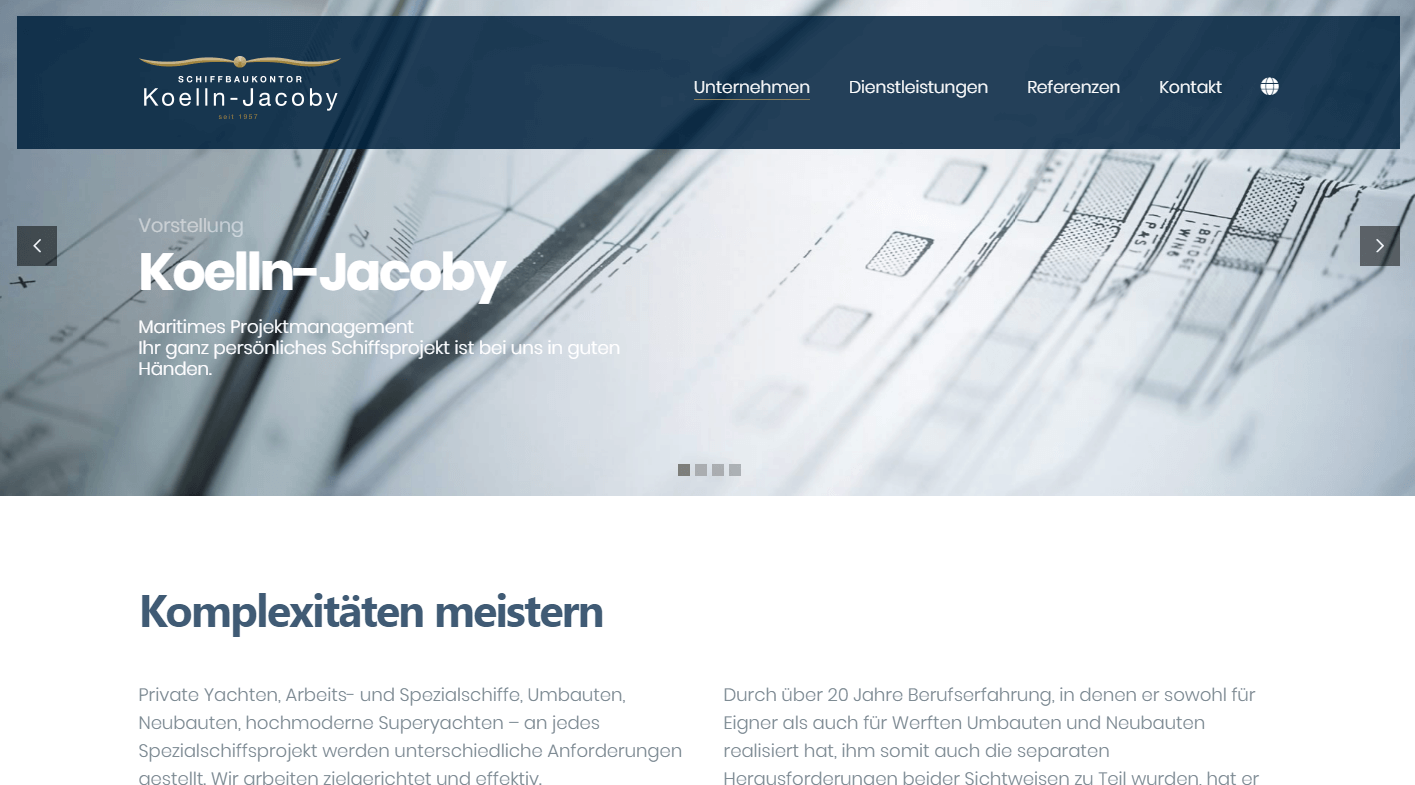 SCHIFFBAUKONTOR
Koelln-Jacoby
seit 1957
Unternehmen
Dienstleistungen
Referenzen
Kontakt
Vorstellung
Koelln-Jacoby
Maritimes Projektmanagement
Ihr ganz persönliches Schiffsprojekt ist bei uns in guten
Händen.
Komplexitäten meistern
Private Yachten, Arbeits- und Spezialschiffe, Umbauten,
Neubauten, hochmoderne Superyachten – an jedes
Spezialschiffsprojekt werden unterschiedliche Anforderungen
gestellt. Wir arbeiten zielgerichtet und effektiv.
Durch über 20 Jahre Berufserfahrung, in denen er sowohl für
Eigner als auch für Werften Umbauten und Neubauten
realisiert hat, ihm somit auch die separaten
Herausforderungen beider Sichtweisen zu Teil wurden, hat er